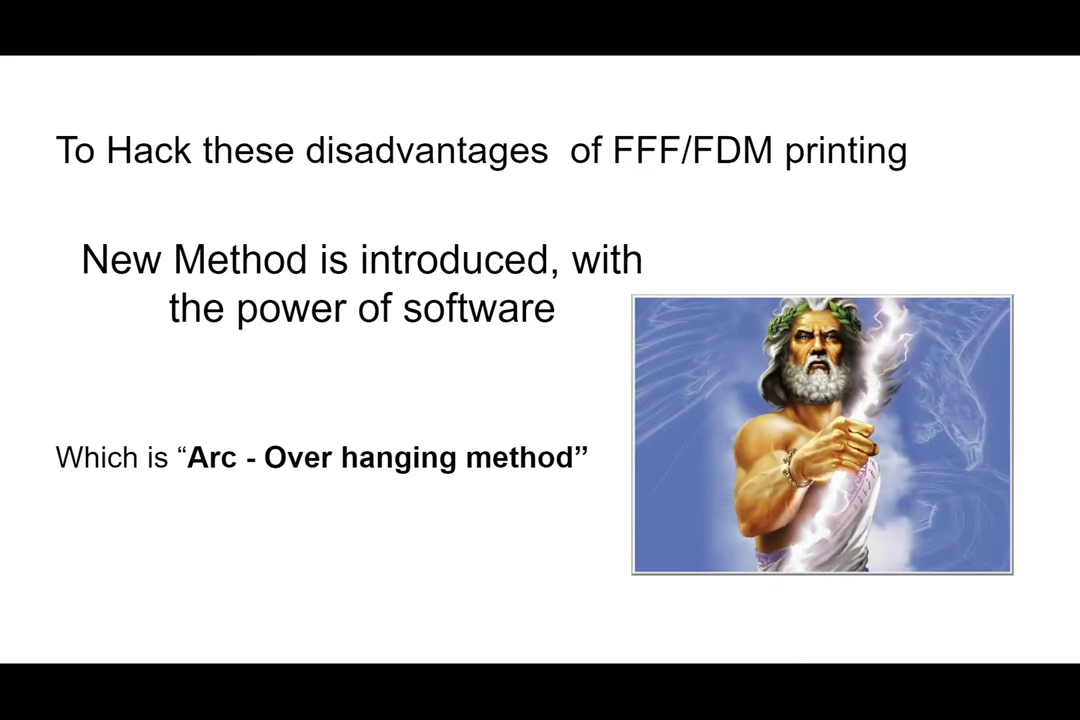 To Hack these disadvantages  of FFF/FDM printing
New Method is introduced, with
the power of software
Which is “Arc - Over hanging method”